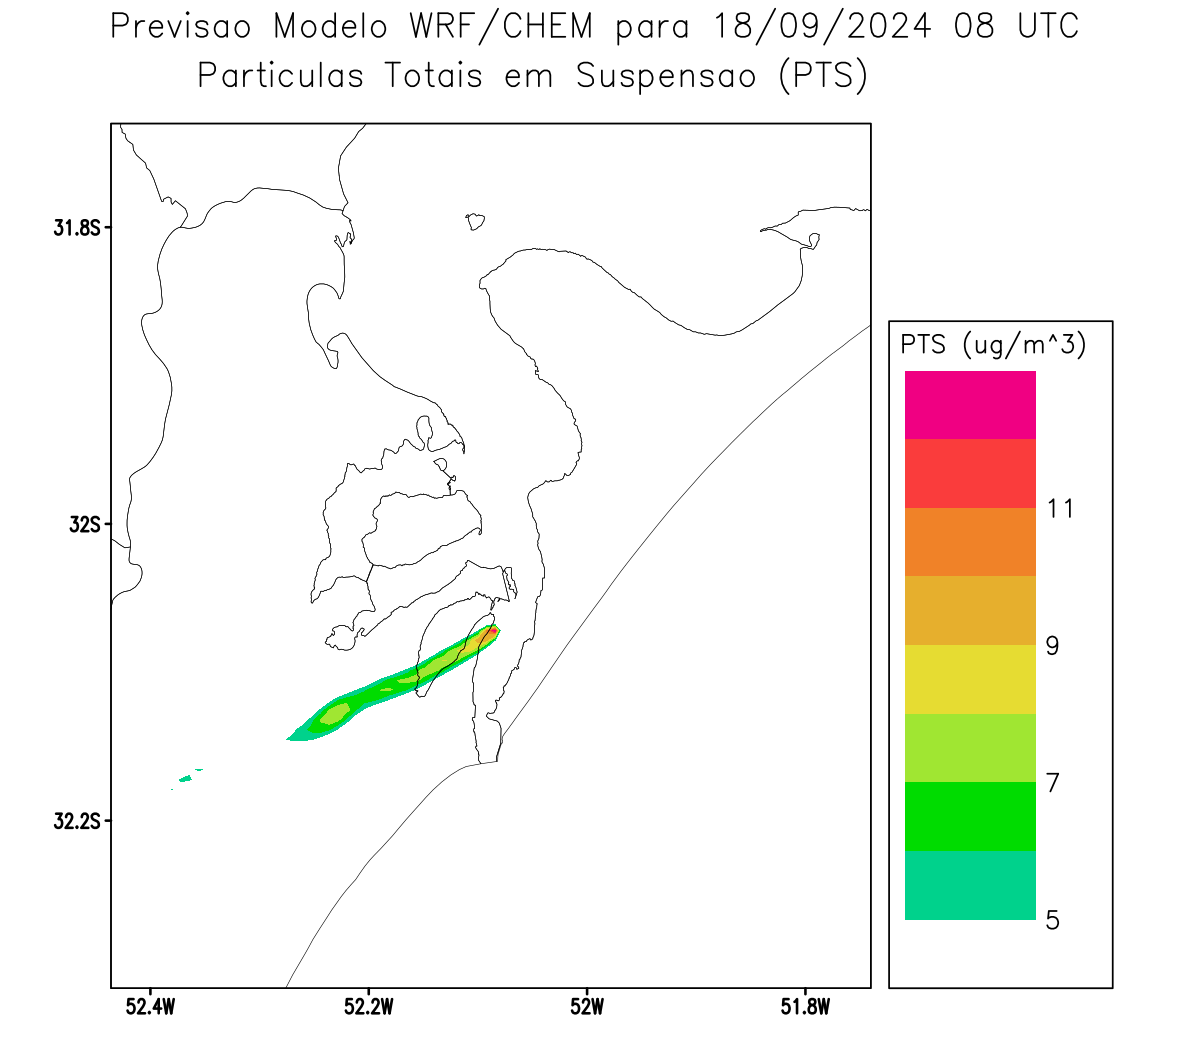 Previsao Modelo WRF/CHEM para 18/09/2024 08 UTC
Particulas Totais em Suspensao (PTS)
31.8S
32S
32.2S
52.4W
52.2W
52W
51.8W
PTS (ug/m^3)
11
9
7
5